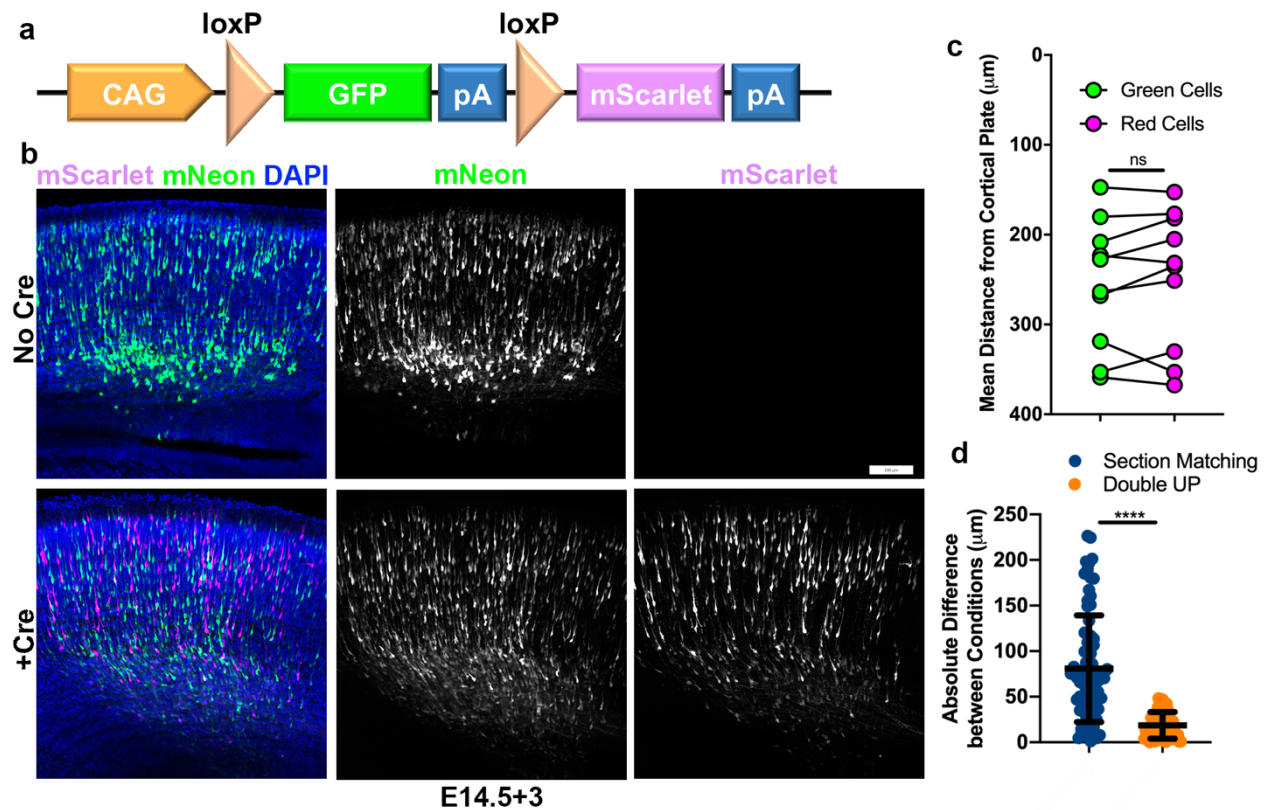 a
loxP
loxP
CAG
GFP
pA
mScarlet
pA
b
mScarlet mNeon DAPI
mNeon
mScarlet
No Cre
100 μm
+Cre
E14.5+3
c
Mean Distance from Cortical Plate (μm)
0
100
200
300
400
Green Cells
Red Cells
ns
d
Section Matching
Double UP
Absolute Difference
between Conditions (μm)
250
200
150
100
50
0
****